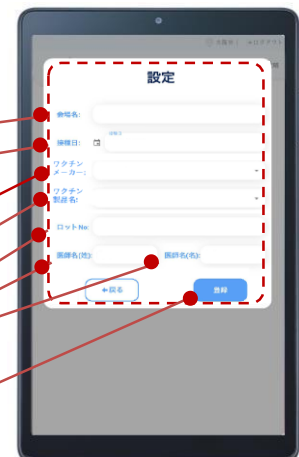 設定
会場名:
接種日:
ワクチン
メーカー:
ワクチン
製品名:
ロットNo:
医師名(姓):
医師名(名):
戻る
登録